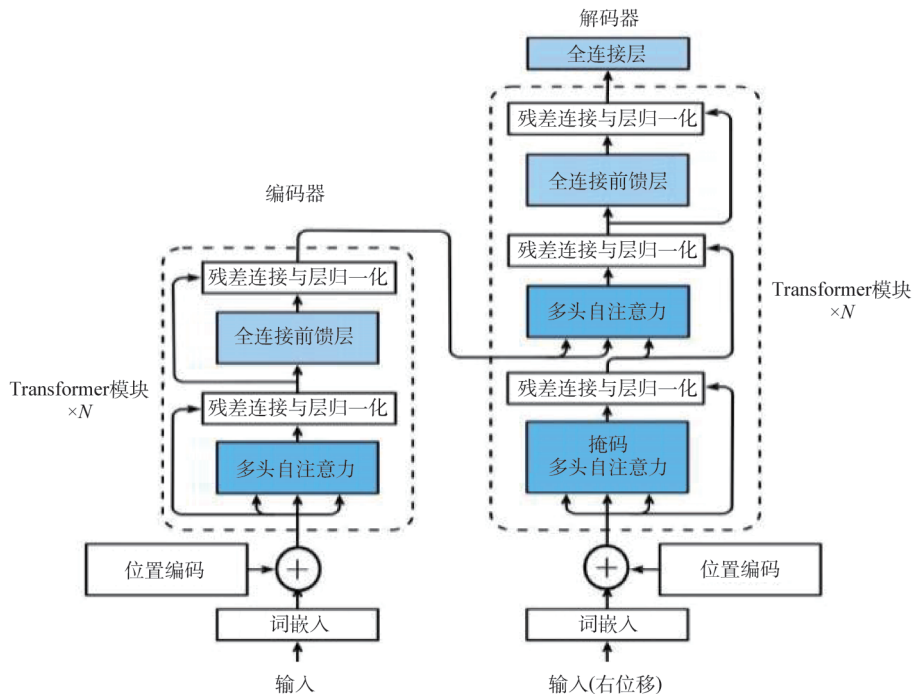 解码器
全连接层
残差连接与层归一化
全连接前馈层
编码器
残差连接与层归一化
残差连接与层归一化
多头自注意力
Transformer模块
×N
全连接前馈层
Transformer模块
×N
残差连接与层归一化
残差连接与层归一化
多头自注意力
掩码
多头自注意力
位置编码
+
+
位置编码
词嵌入
词嵌入
输入
输入(右位移)